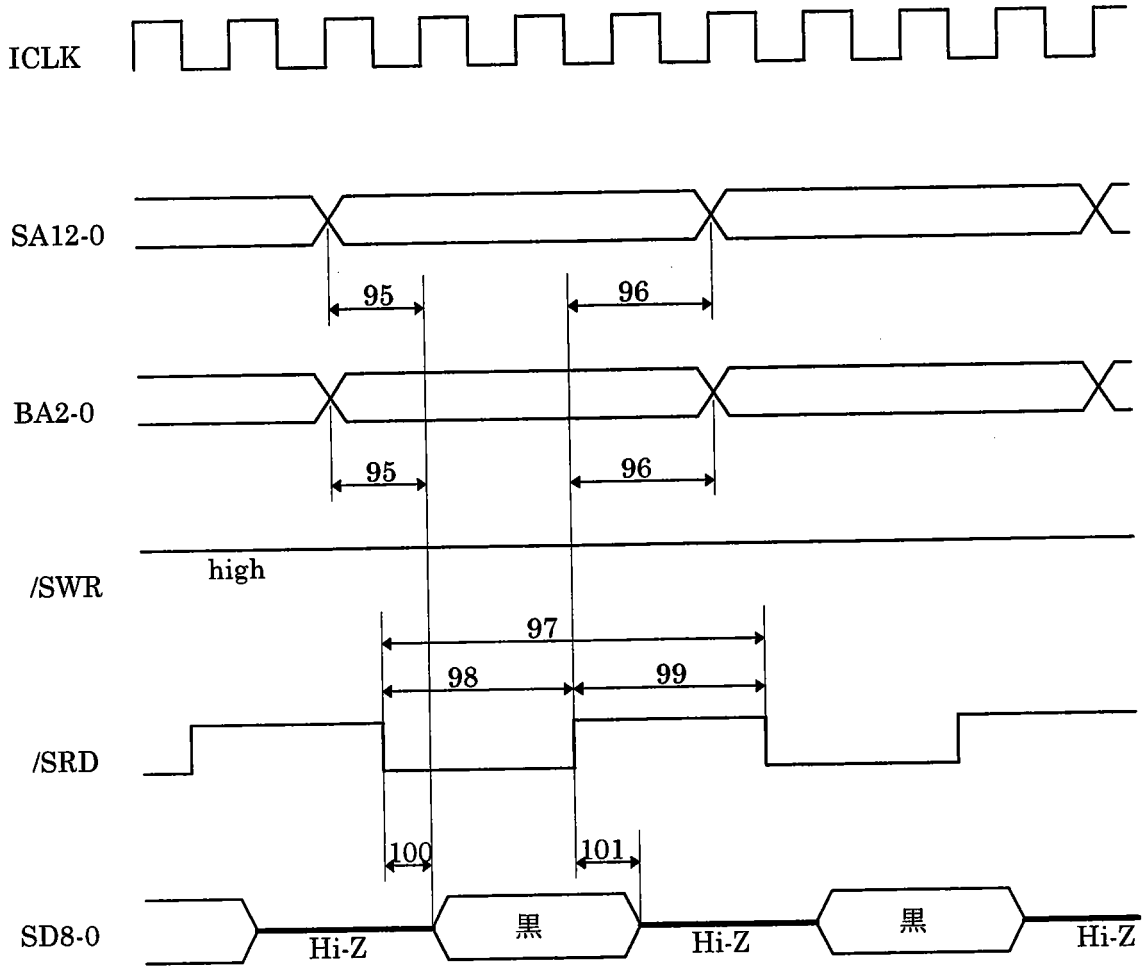 ICLK
SA12-0
95
96
BA2-0
95
96
/SWR
high
97
98
99
/SRD
100
101
SD8-0
Hi-Z
黒
Hi-Z
黒
Hi-Z